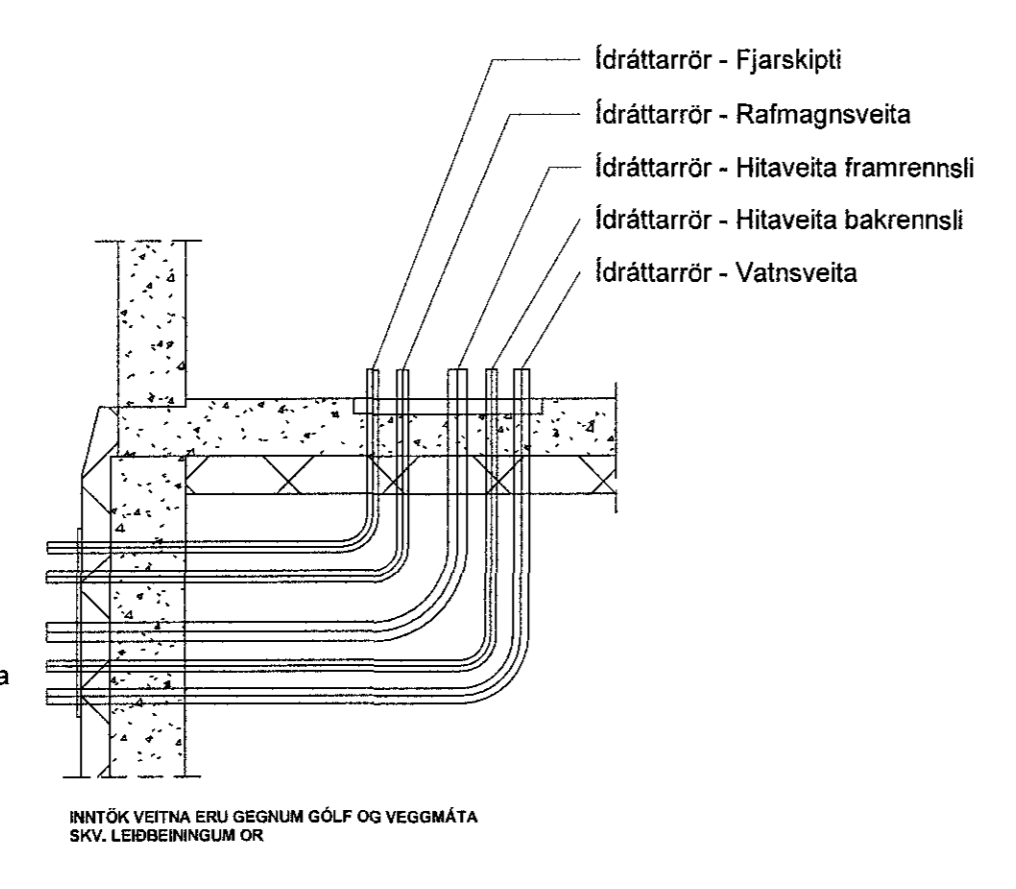 Ídráttarrör - Fjarskipti
Ídráttarrör - Rafmagnsveita
Ídráttarrör - Hitaveita framrennsli
Ídráttarrör - Hitaveita bakrennsli
Ídráttarrör - Vatnsveita
a
INNTÖK VEITNA ERU GEGNUM GÓLF OG VEGGMÁTA
SKV. LEIÐBEININGUM OR